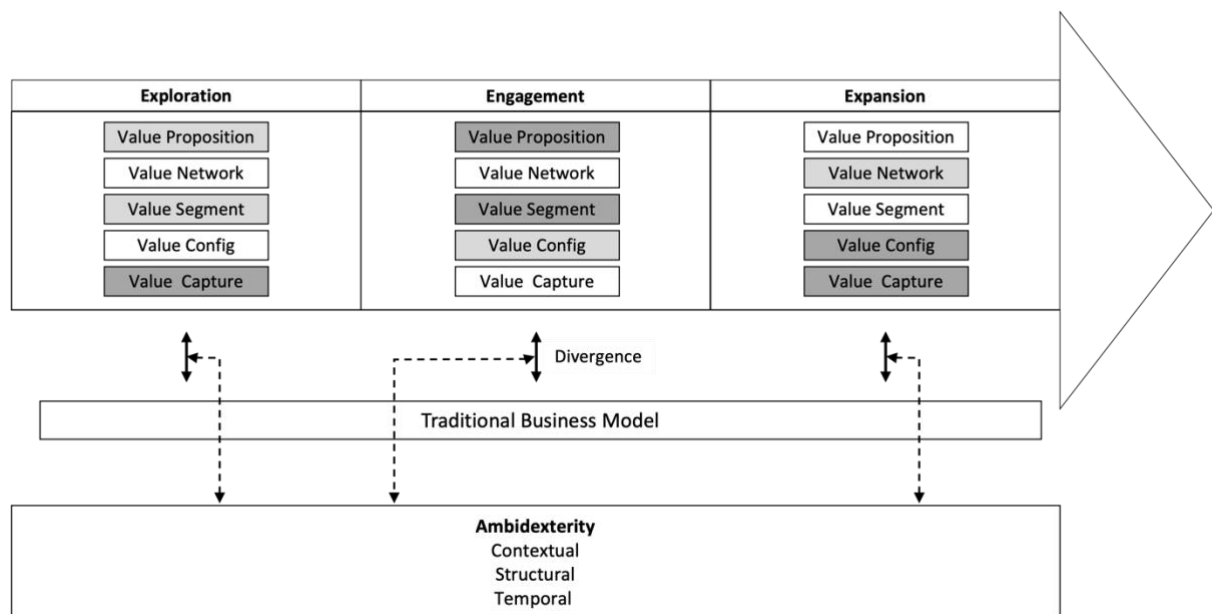 Exploration
Engagement
Expansion
Value Proposition
Value Network
Value Segment
Value Config
Value Capture
Value Proposition
Value Network
Value Segment
Value Config
Value Capture
Value Proposition
Value Network
Value Segment
Value Config
Value Capture
Divergence
Traditional Business Model
Ambidexterity
Contextual
Structural
Temporal